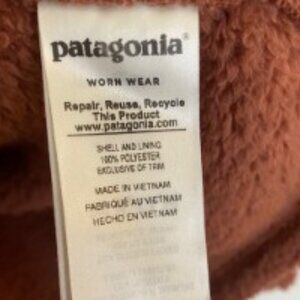 patagonia®
WORN WEAR
Repair, Reuse, Recycle
This Product
www.patagonia.com
SHELL AND LINING
100% POLYESTER
EXCLUSIVE OF TRIM
MADE IN VIETNAM
FABRIQUÉ AU VIETNAM
HECHO EN VIETNAM